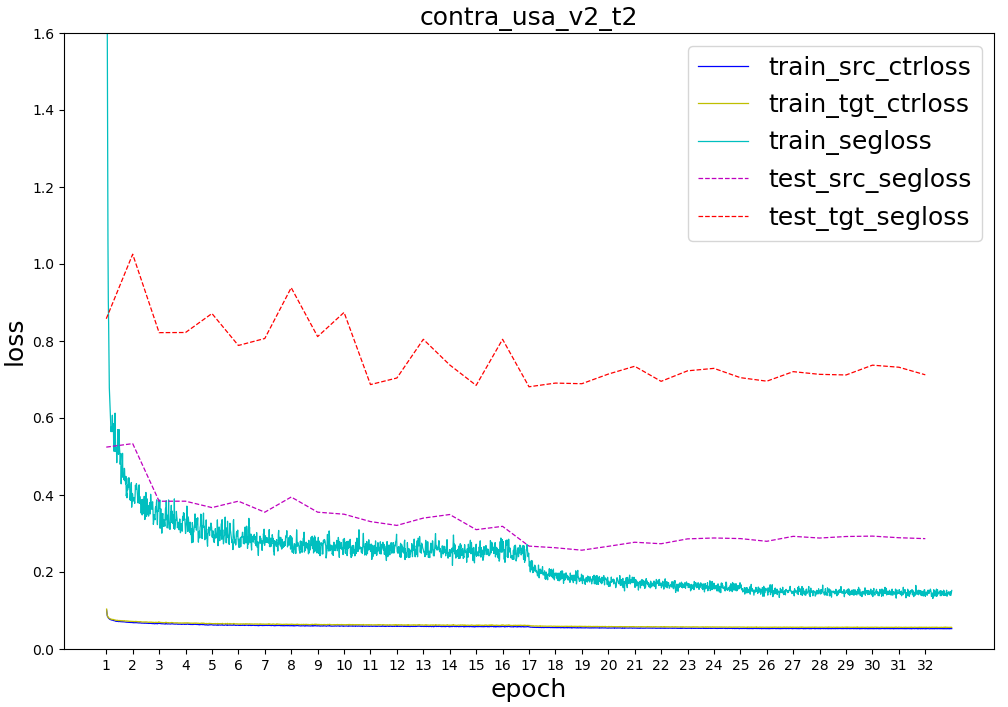 contra_usa_v2_t2
train_src_ctrloss
train_tgt_ctrloss
train_segloss
test_src_segloss
test_tgt_segloss
loss
1.6
1.4
1.2
1.0
0.8
0.6
0.4
0.2
0.0
1 2 3 4 5 6 7 8 9 10 11 12 13 14 15 16 17 18 19 20 21 22 23 24 25 26 27 28 29 30 31 32
epoch